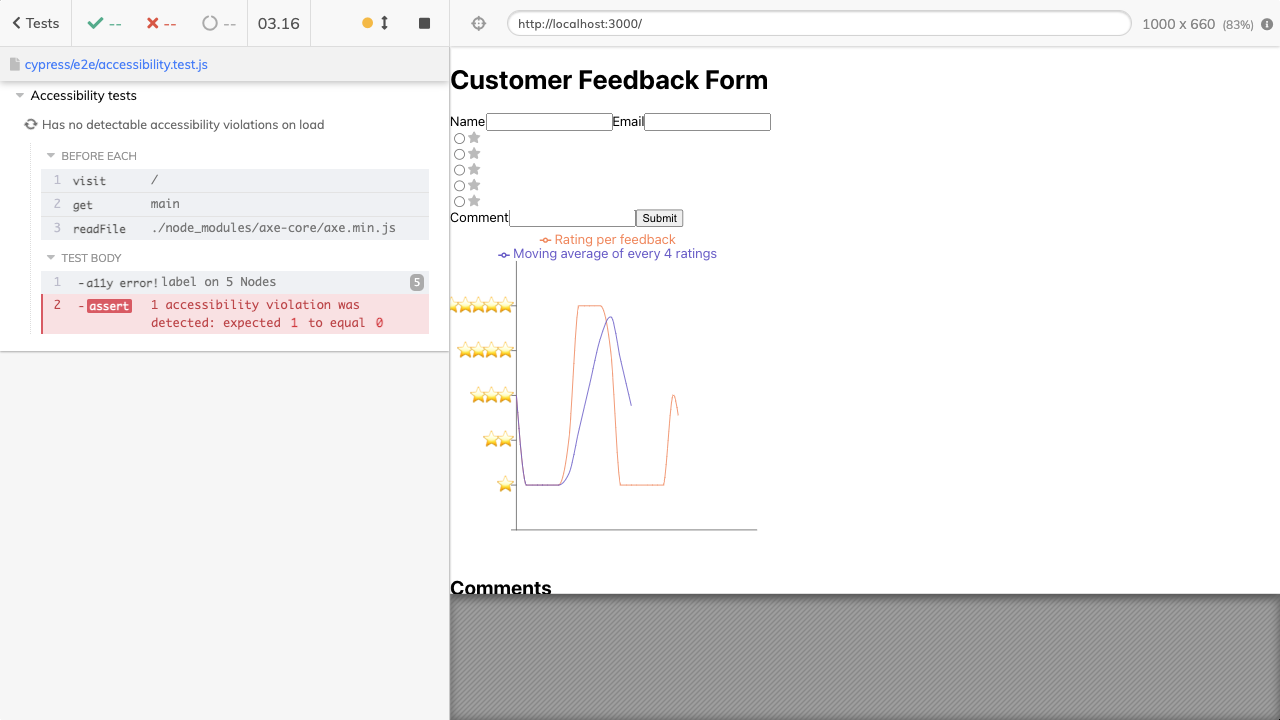 Tests -- -- -- 03.16
http://localhost:3000/ 1000 x 660 (83%)
cypress/e2e/accessibility.test.js
Accessibility tests
Has no detectable accessibility violations on load
BEFORE EACH
1 visit /
2 get main
3 readFile ./node_modules/axe-core/axe.min.js
TEST BODY
1 -a11y error! label on 5 Nodes 5
2 -assert 1 accessibility violation was
detected: expected 1 to equal 0
Customer Feedback Form
Name Email
Comment Submit
Rating per feedback
Moving average of every 4 ratings
Comments